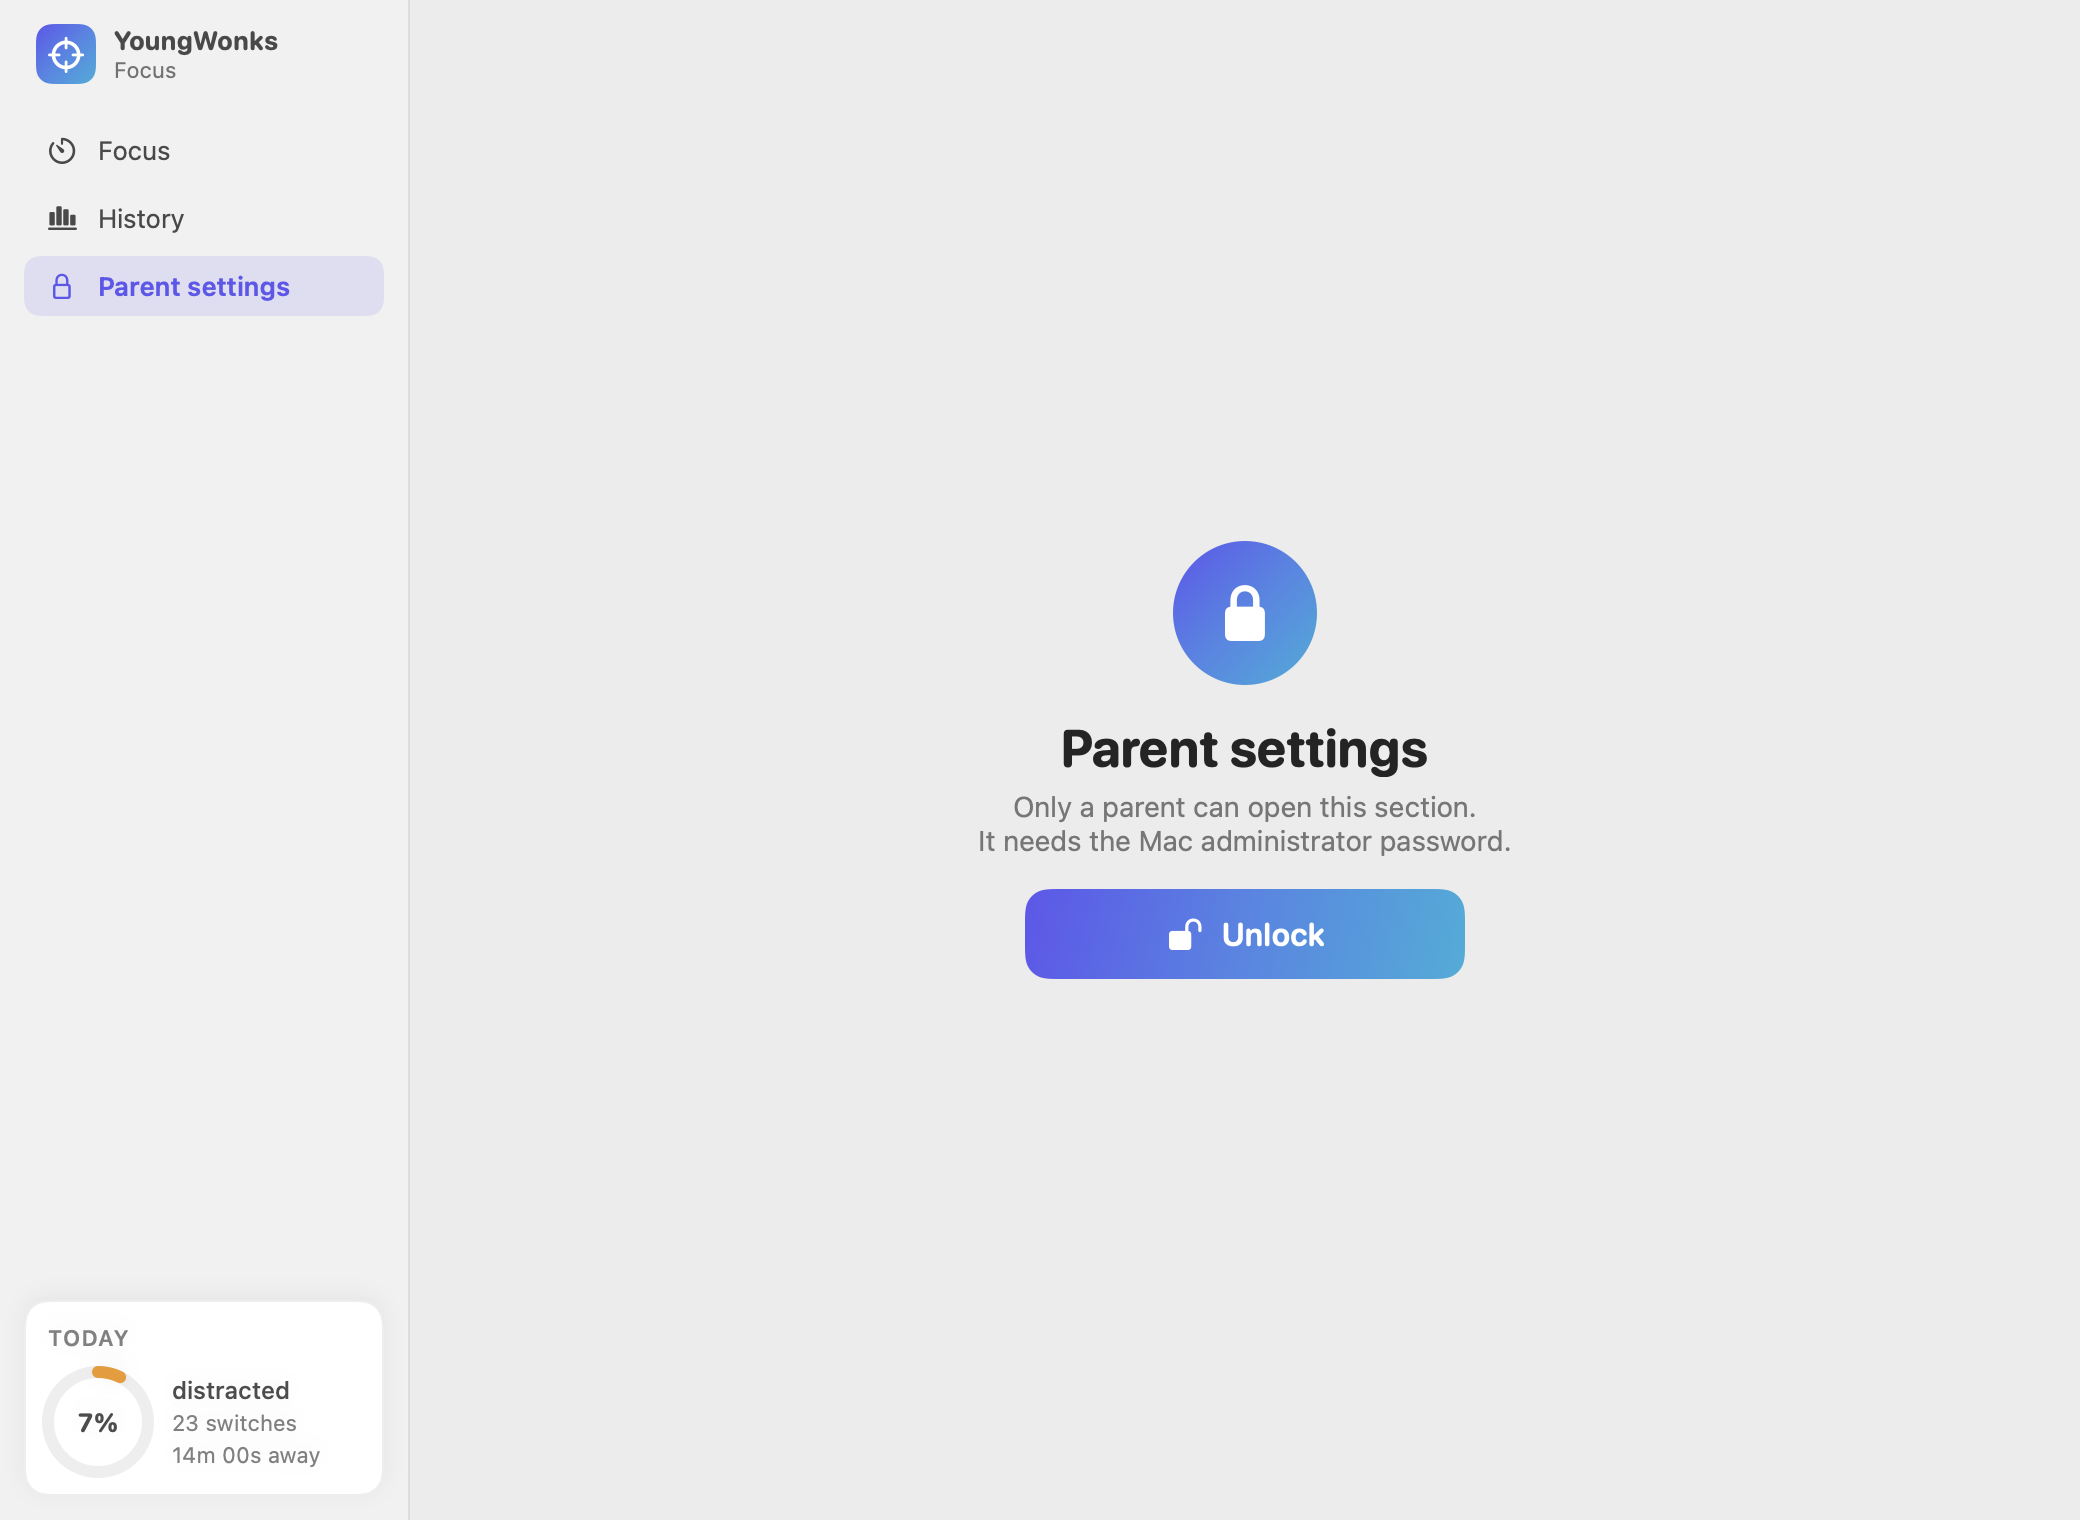 YoungWonks
Focus
Focus
History
Parent settings
Parent settings
Only a parent can open this section.
It needs the Mac administrator password.
Unlock
TODAY
7%
distracted
23 switches
14m 00s away